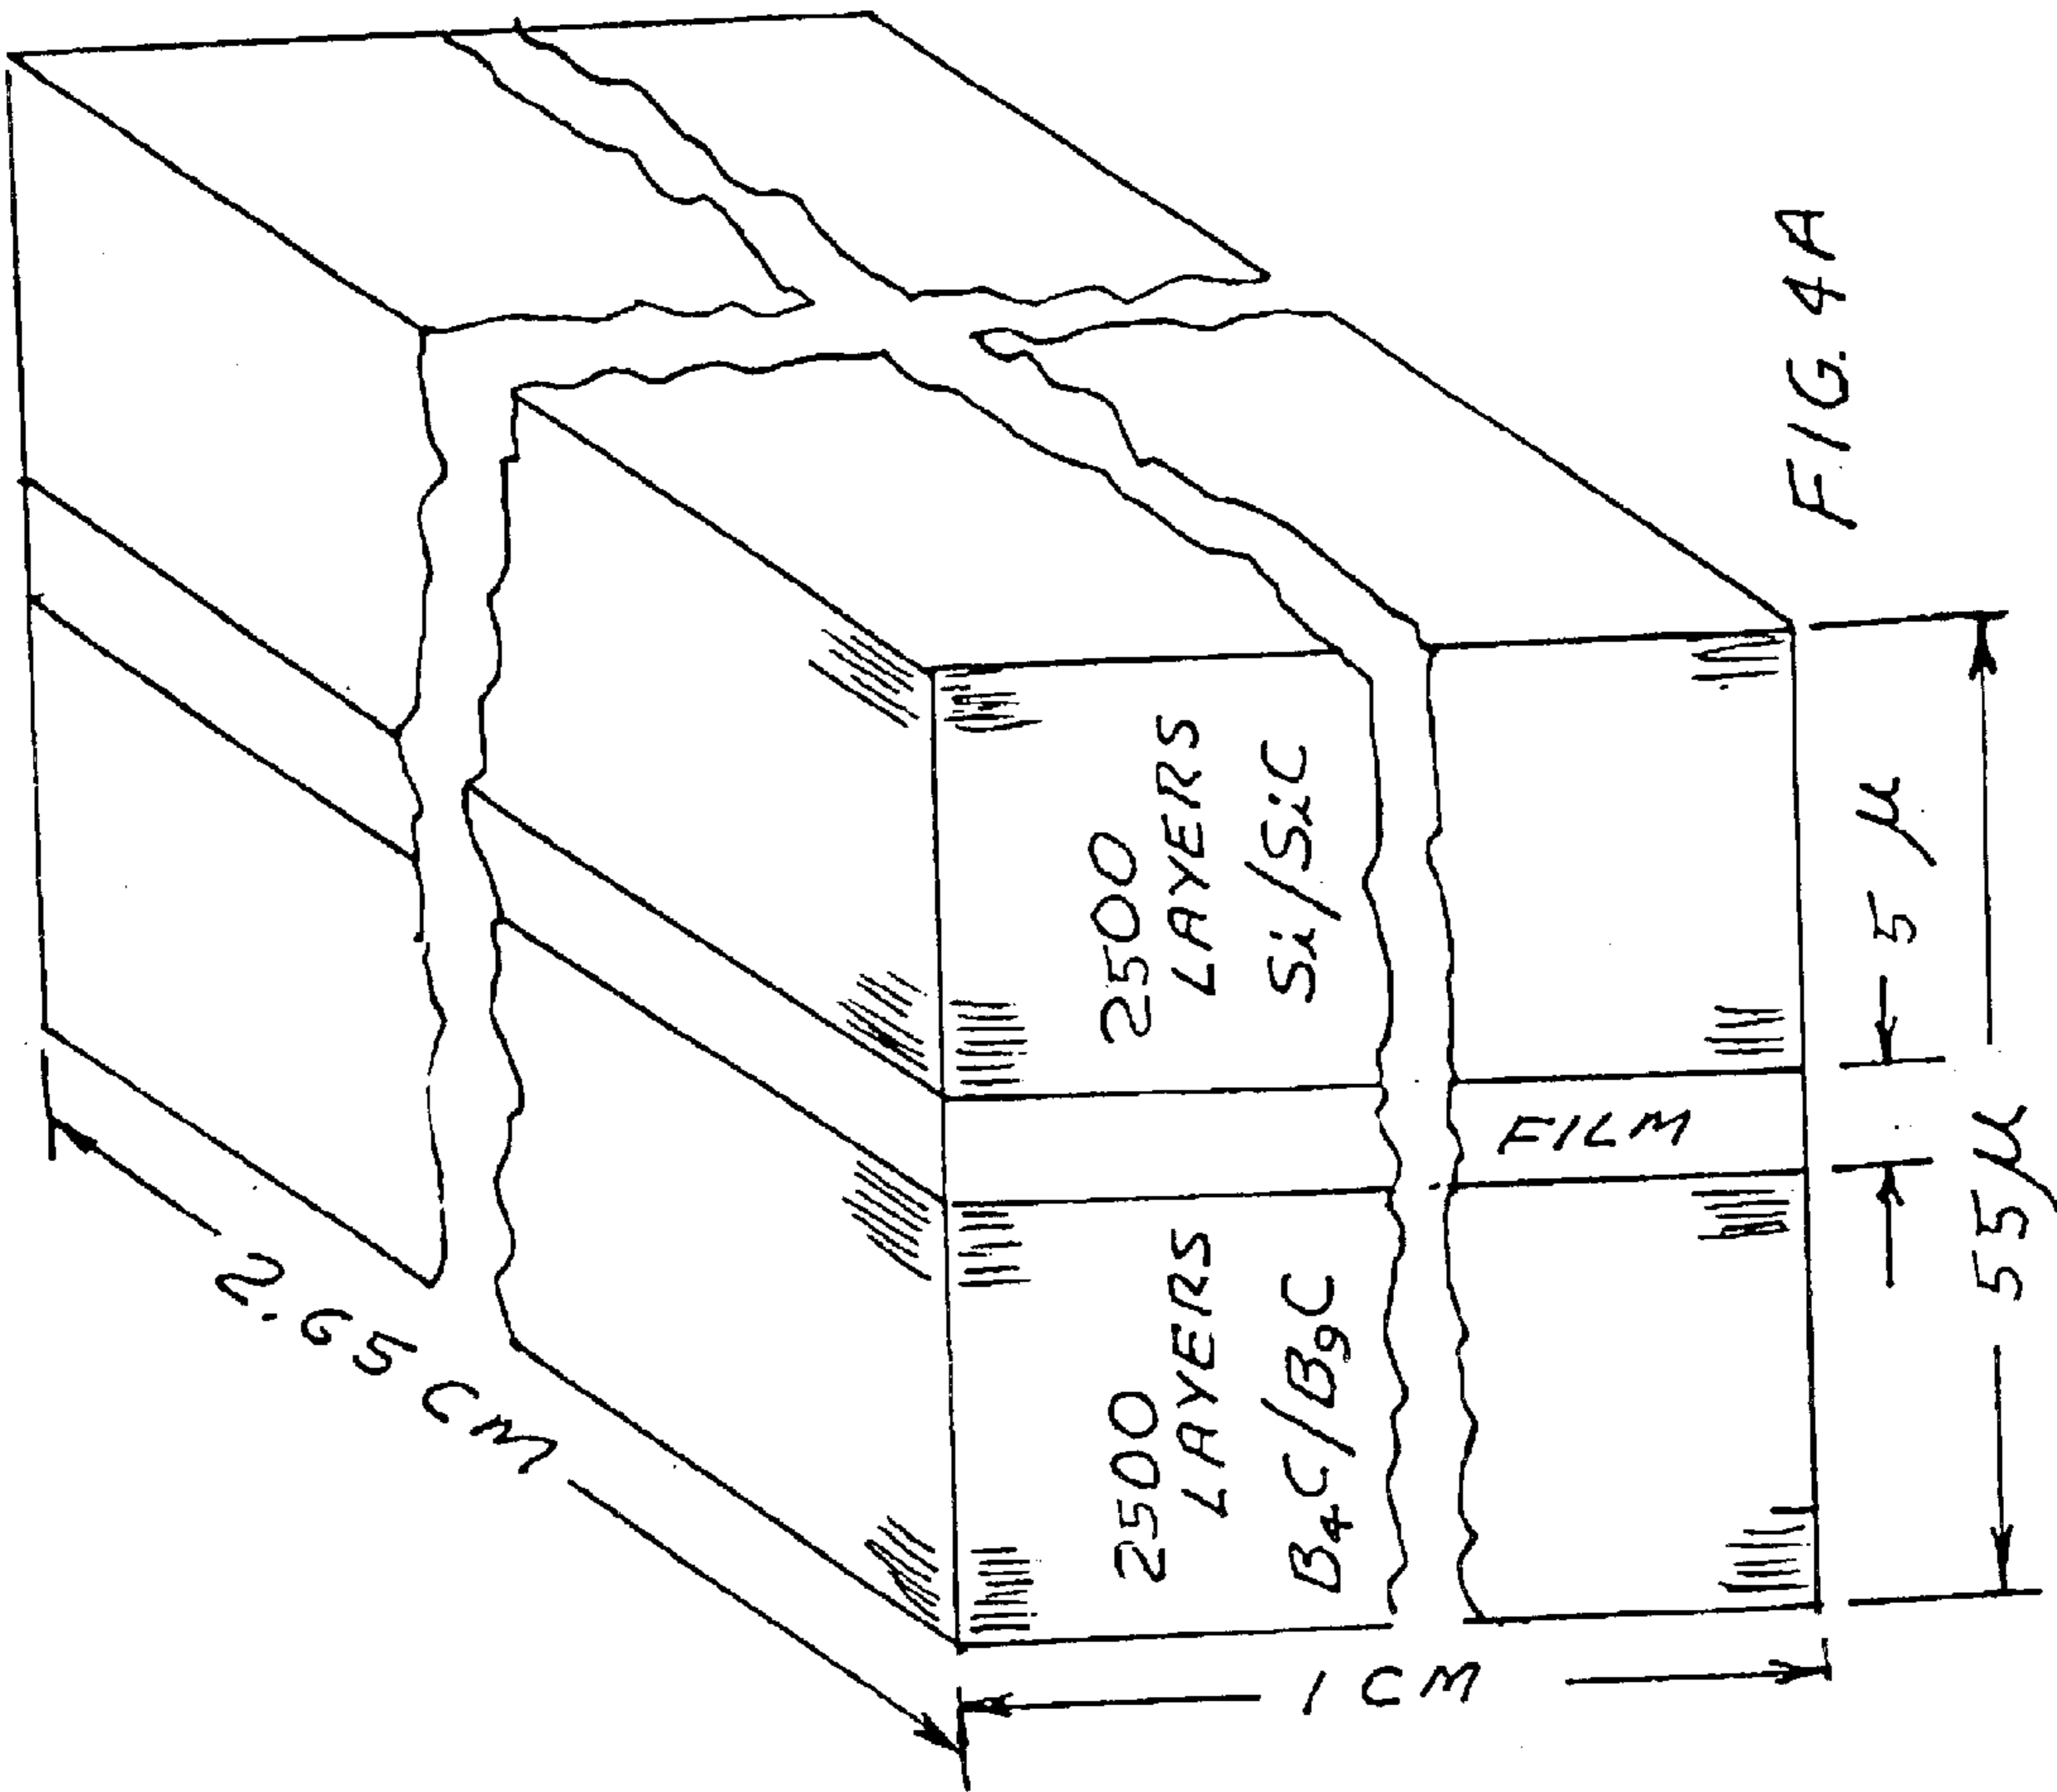 2.65 CM
2500
LAYERS
B4C/B9C
2500
LAYERS
Si/SiC
FILM
1 CM
5 μ
55 μ
FIG. 4A